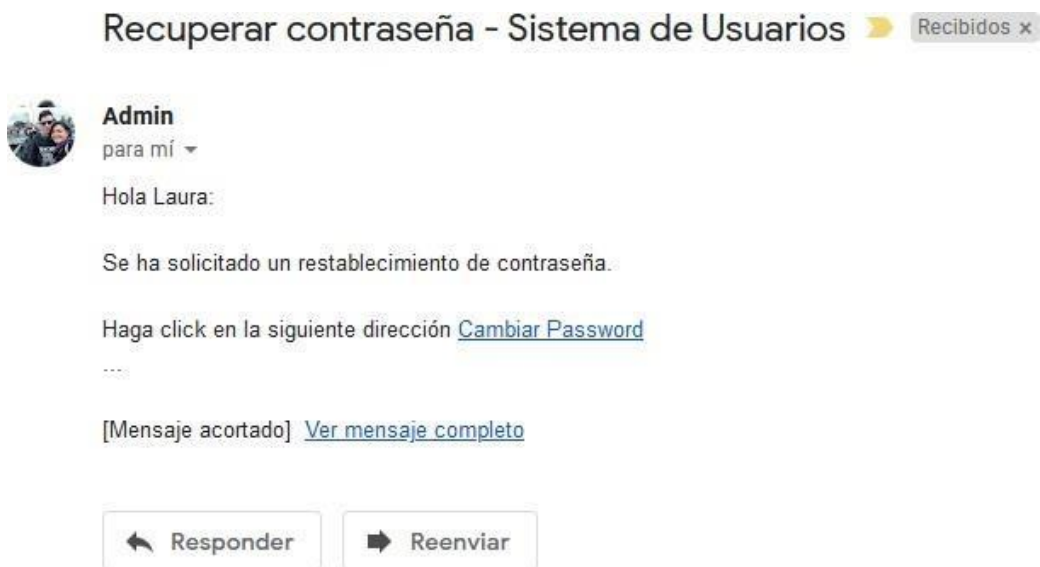 Recuperar contraseña - Sistema de Usuarios Recibidos x
Admin
para mí
Hola Laura:
Se ha solicitado un restablecimiento de contraseña.
Haga click en la siguiente dirección Cambiar Password
...
[Mensaje acortado] Ver mensaje completo
Responder Reenviar